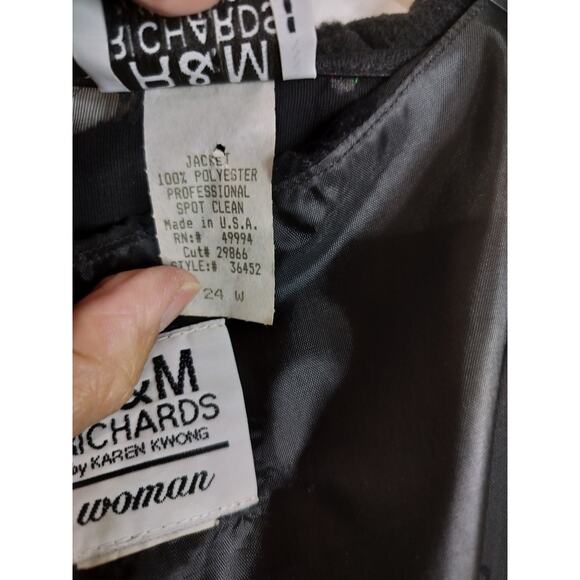 R&M
RICHARDS
JACKET
100% POLYESTER
PROFESSIONAL
SPOT CLEAN
Made in U.S.A.
RN:# 49994
Cut# 29866
STYLE:# 36452
24 W
&M
RICHARDS
by KAREN KWONG
woman